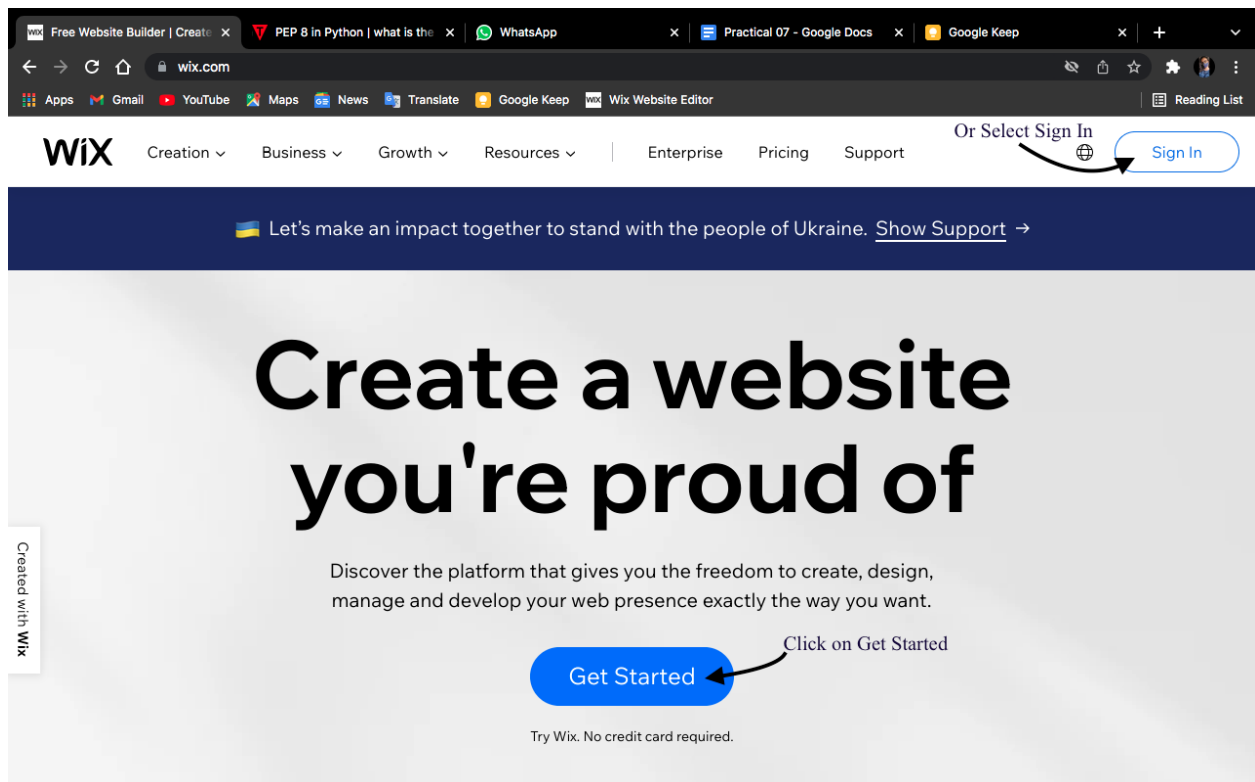 WiX Free Website Builder | Create
PEP 8 in Python | what is the
WhatsApp
Practical 07 - Google Docs
Google Keep
wix.com
Apps Gmail YouTube Maps News Translate Google Keep WiX Wix Website Editor Reading List
WiX Creation Business Growth Resources Enterprise Pricing Support
Or Select Sign In
Sign In
Let's make an impact together to stand with the people of Ukraine. Show Support →
Create a website
you're proud of
Discover the platform that gives you the freedom to create, design,
manage and develop your web presence exactly the way you want.
Click on Get Started
Get Started
Try Wix. No credit card required.
Created with Wix